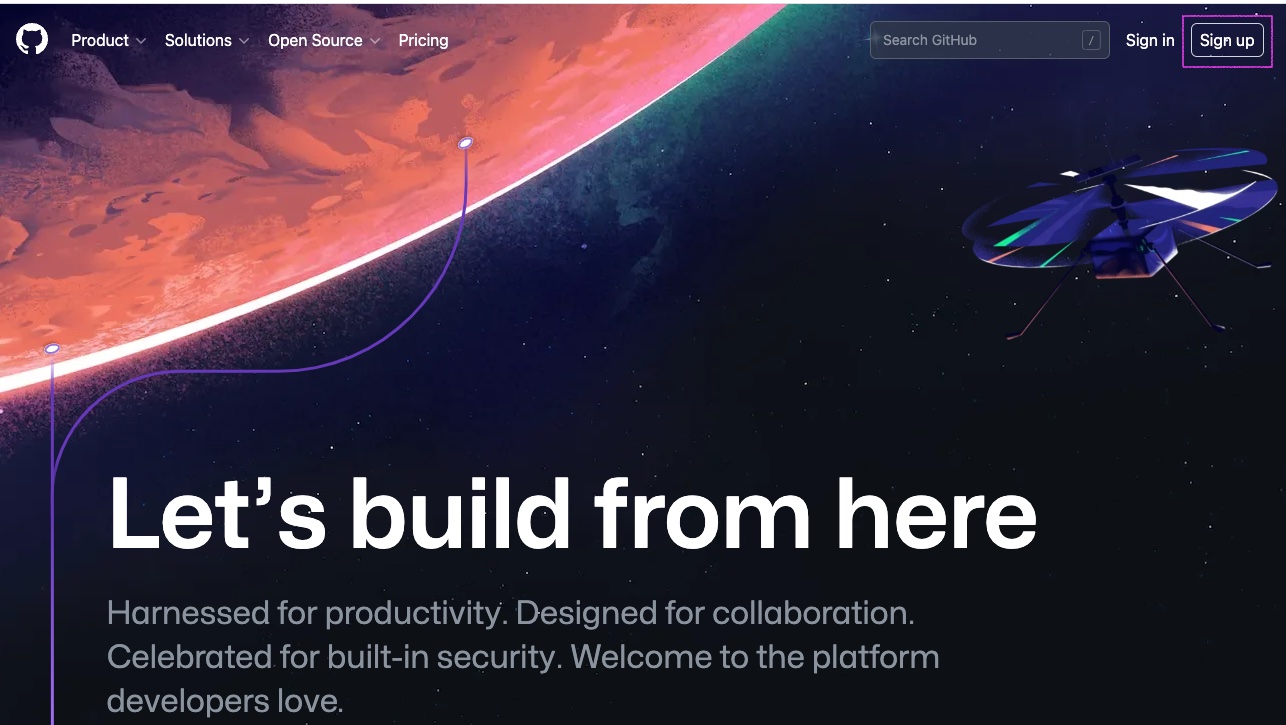 Product Solutions Open Source Pricing Search GitHub / Sign in Sign up
Let’s build from here
Harnessed for productivity. Designed for collaboration.
Celebrated for built-in security. Welcome to the platform
developers love.